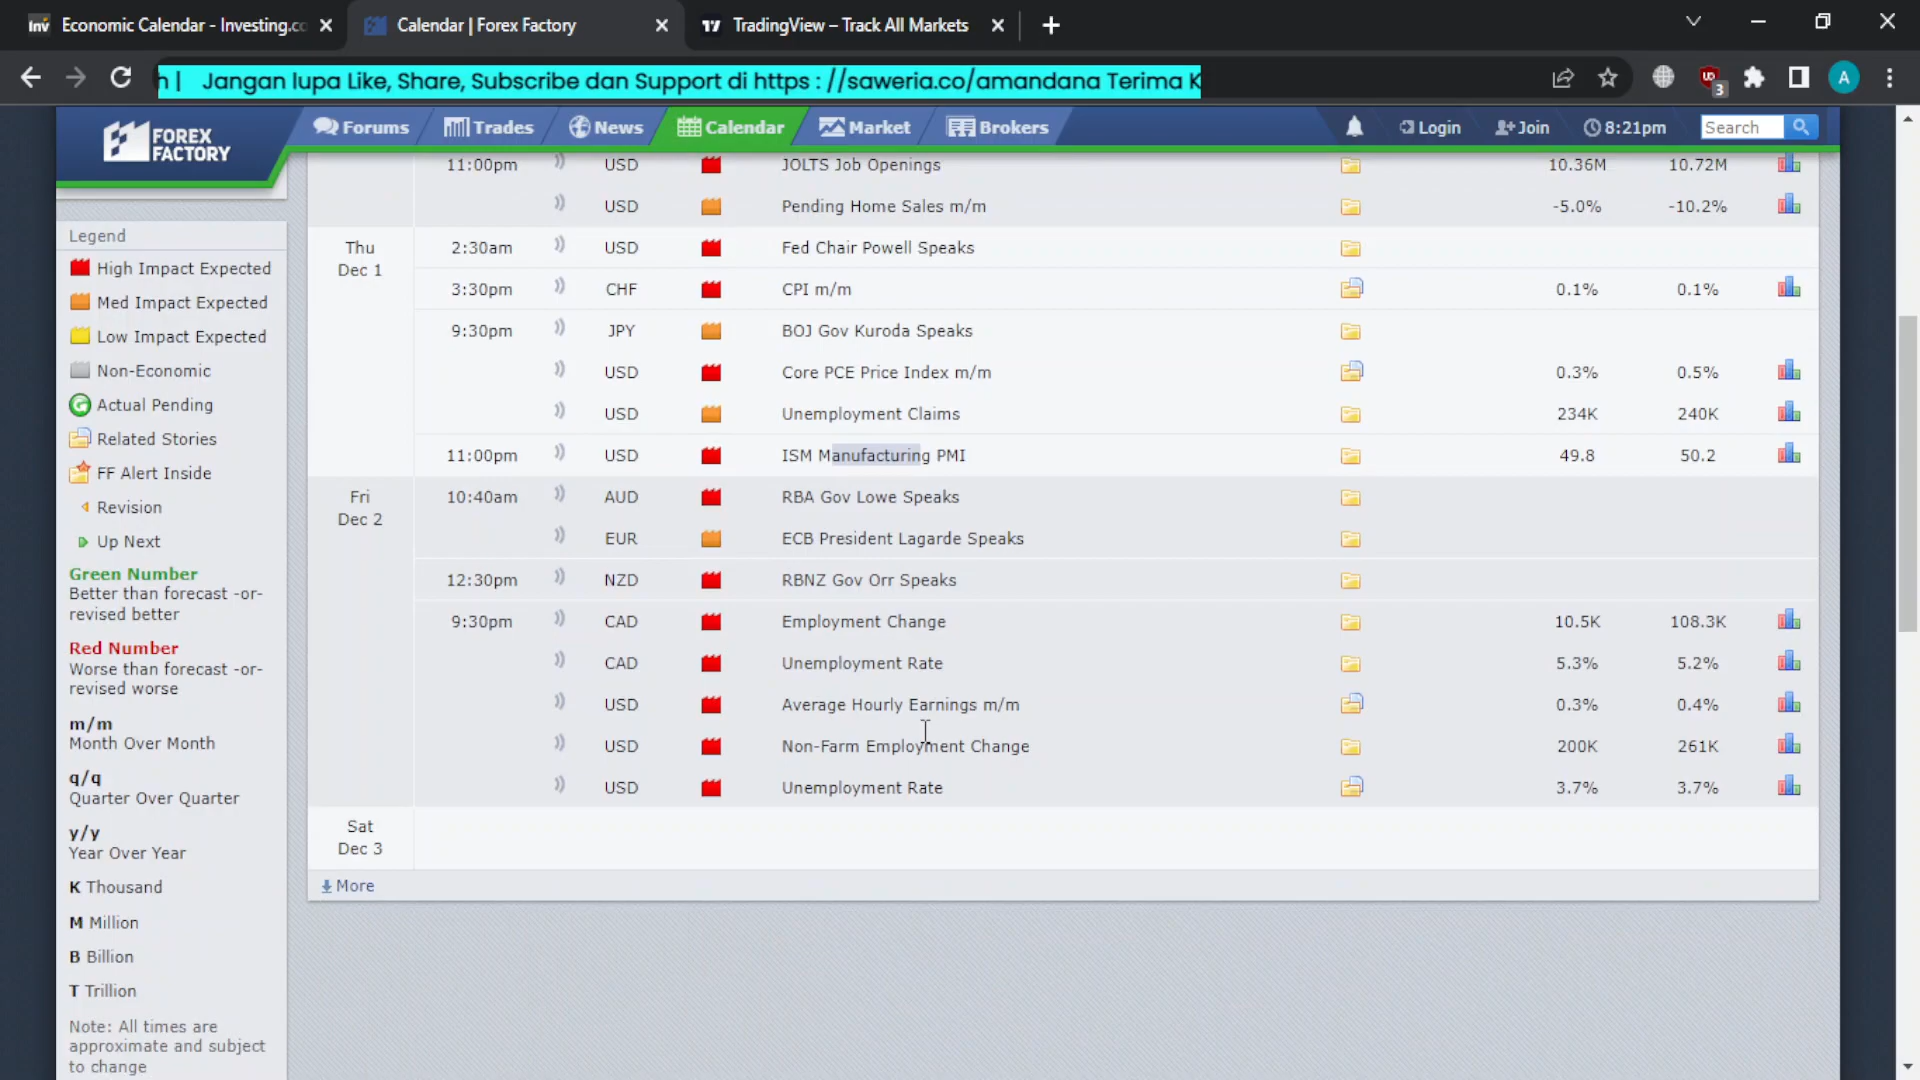 Economic Calendar - Investing.co
Calendar | Forex Factory
TradingView – Track All Markets
h | Jangan lupa Like, Share, Subscribe dan Support di https : //saweria.co/amandana Terima K
3
A
FOREX FACTORY
Forums
Trades
News
Calendar
Market
Brokers
Login
Join
8:21pm
Search
Legend
High Impact Expected
Med Impact Expected
Low Impact Expected
Non-Economic
Actual Pending
Related Stories
FF Alert Inside
Revision
Up Next
Green Number
Better than forecast -or-
revised better
Red Number
Worse than forecast -or-
revised worse
m/m
Month Over Month
q/q
Quarter Over Quarter
y/y
Year Over Year
K Thousand
M Million
B Billion
T Trillion
Note: All times are
approximate and subject
to change
11:00pm USD JOLTS Job Openings 10.36M 10.72M
USD Pending Home Sales m/m -5.0% -10.2%
Thu Dec 1 2:30am USD Fed Chair Powell Speaks
3:30pm CHF CPI m/m 0.1% 0.1%
9:30pm JPY BOJ Gov Kuroda Speaks
USD Core PCE Price Index m/m 0.3% 0.5%
USD Unemployment Claims 234K 240K
11:00pm USD ISM Manufacturing PMI 49.8 50.2
Fri Dec 2 10:40am AUD RBA Gov Lowe Speaks
EUR ECB President Lagarde Speaks
12:30pm NZD RBNZ Gov Orr Speaks
9:30pm CAD Employment Change 10.5K 108.3K
CAD Unemployment Rate 5.3% 5.2%
USD Average Hourly Earnings m/m 0.3% 0.4%
USD Non-Farm Employment Change 200K 261K
USD Unemployment Rate 3.7% 3.7%
Sat
Dec 3
More